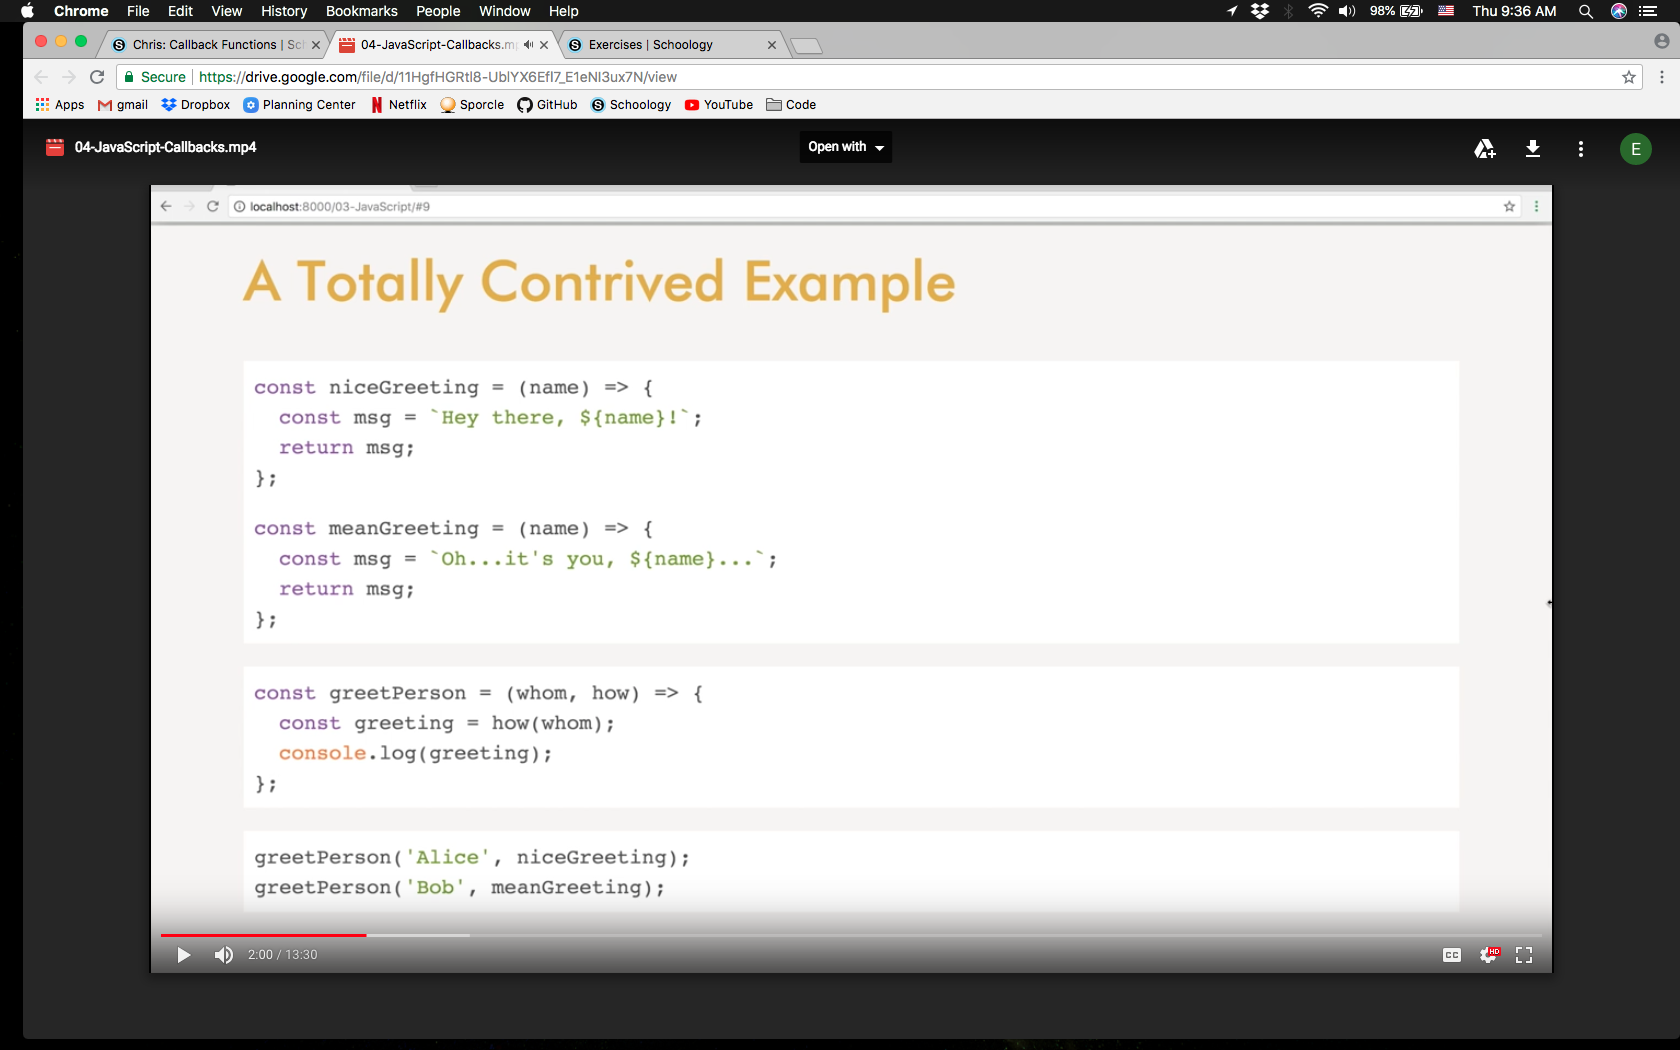 Chrome File Edit View History Bookmarks People Window Help 98% Thu 9:36 AM
Chris: Callback Functions | Sc 04-JavaScript-Callbacks.m Exercises | Schoology
Secure https://drive.google.com/file/d/11HgfHGRtl8-UblYX6Efl7_E1eNl3ux7N/view
Apps gmail Dropbox Planning Center Netflix Sporcle GitHub Schoology YouTube Code
04-JavaScript-Callbacks.mp4 Open with E
localhost:8000/03-JavaScript/#9
A Totally Contrived Example
const niceGreeting = (name) => {
  const msg = `Hey there, ${name}!`;
  return msg;
};
const meanGreeting = (name) => {
  const msg = `Oh...it's you, ${name}...`;
  return msg;
};
const greetPerson = (whom, how) => {
  const greeting = how(whom);
  console.log(greeting);
};
greetPerson('Alice', niceGreeting);
greetPerson('Bob', meanGreeting);
2:00 / 13:30 CC HD